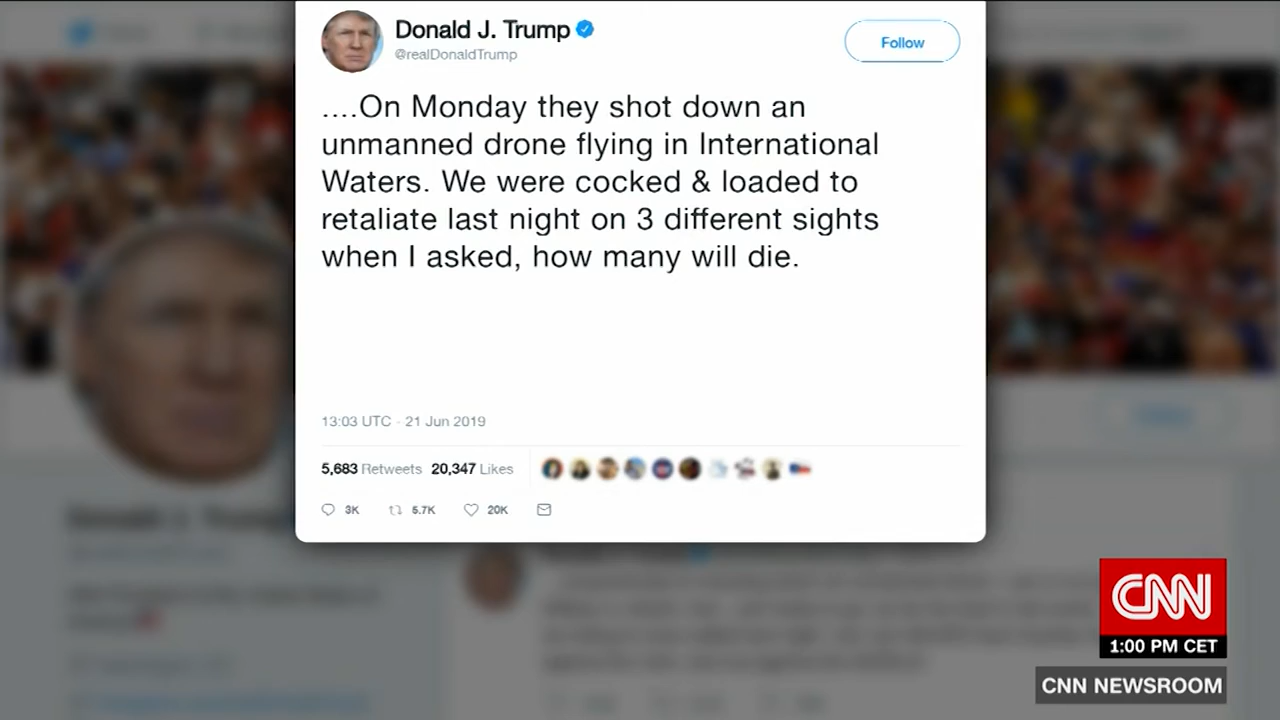 Donald J. Trump
@realDonaldTrump
Follow
....On Monday they shot down an
unmanned drone flying in International
Waters. We were cocked & loaded to
retaliate last night on 3 different sights
when I asked, how many will die.
13:03 UTC · 21 Jun 2019
5,683 Retweets 20,347 Likes
3K 5.7K 20K
CNN
1:00 PM CET
CNN NEWSROOM